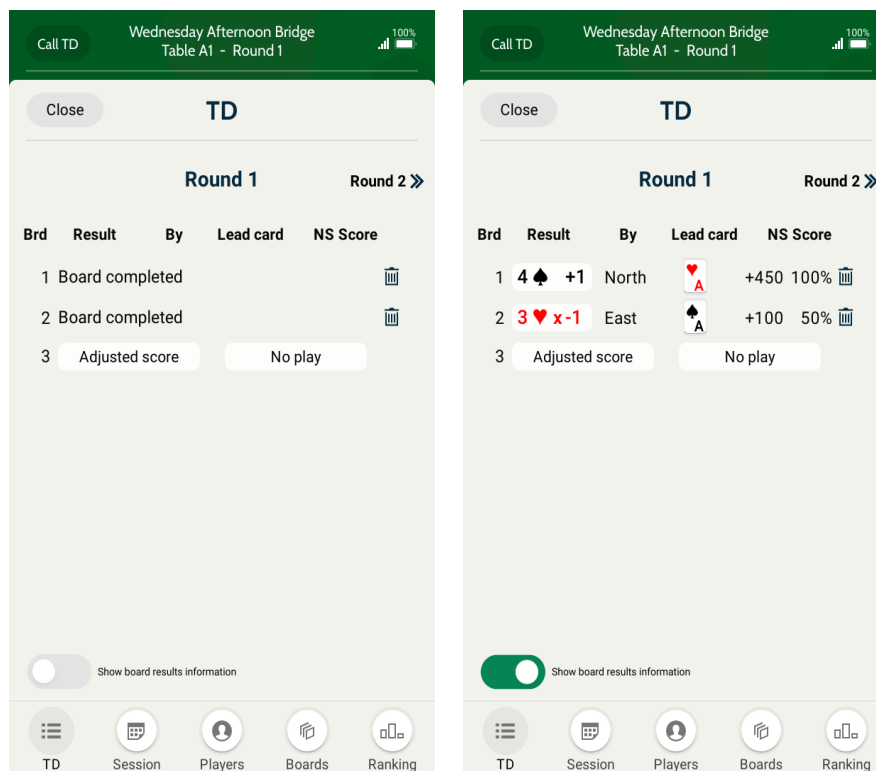 Call TD
Wednesday Afternoon Bridge
Table A1 - Round 1
100%
Close
TD
Round 1
Round 2
Brd Result By Lead card NS Score
1 Board completed
2 Board completed
3 Adjusted score No play
Show board results information
TD Session Players Boards Ranking
Call TD
Wednesday Afternoon Bridge
Table A1 - Round 1
100%
Close
TD
Round 1
Round 2
Brd Result By Lead card NS Score
1 4 ♠ +1 North ♥ A +450 100%
2 3 ♥ x -1 East ♠ A +100 50%
3 Adjusted score No play
Show board results information
TD Session Players Boards Ranking